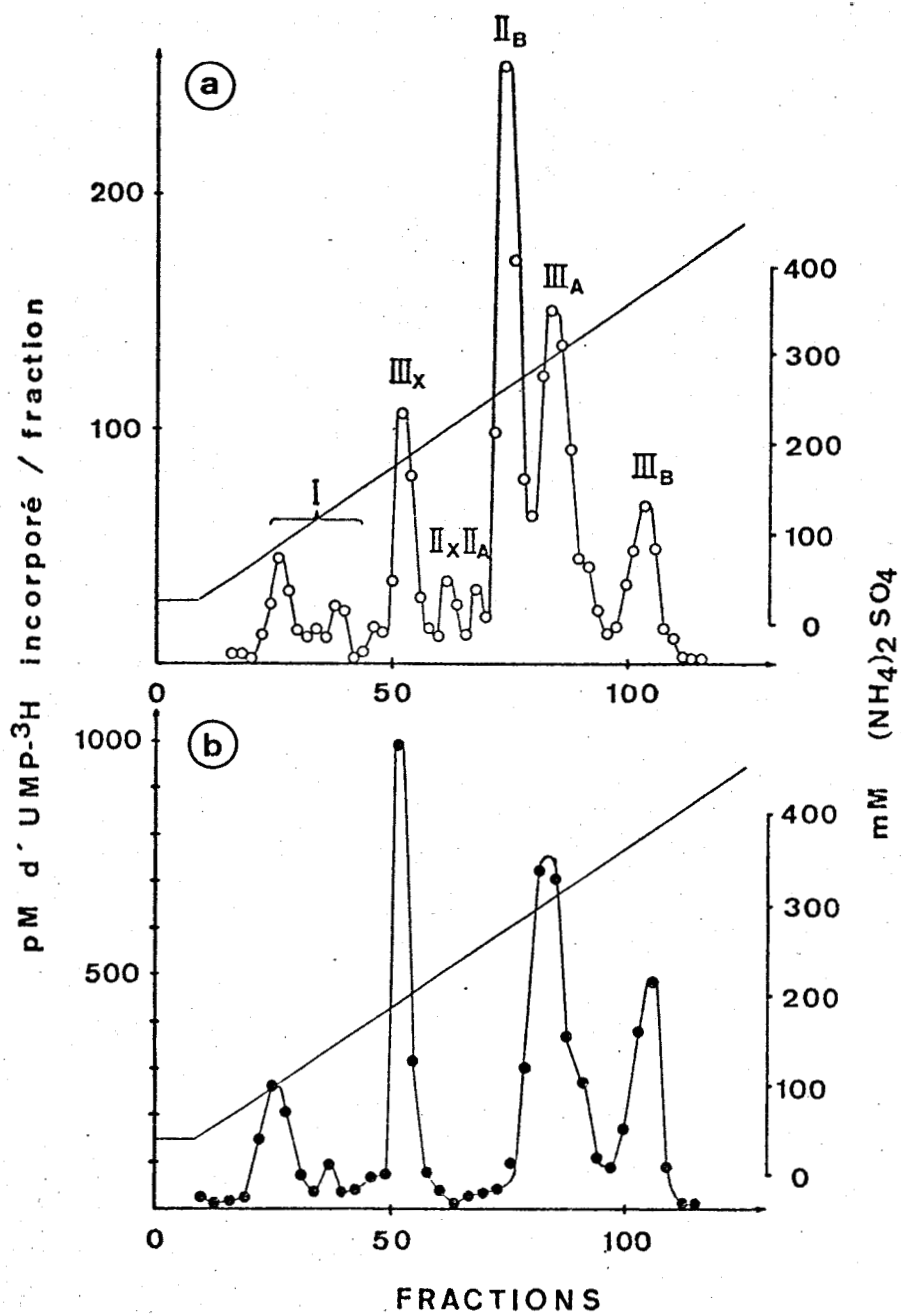 a
II_B
200
III_A
400
300
III_X
100
200
III_B
I
II_X II_A
100
0
0
50
100
b
1000
400
300
500
200
100
0
0
50
100
FRACTIONS
pM d' UMP-³H incorporé / fraction
mM (NH₄)₂ SO₄